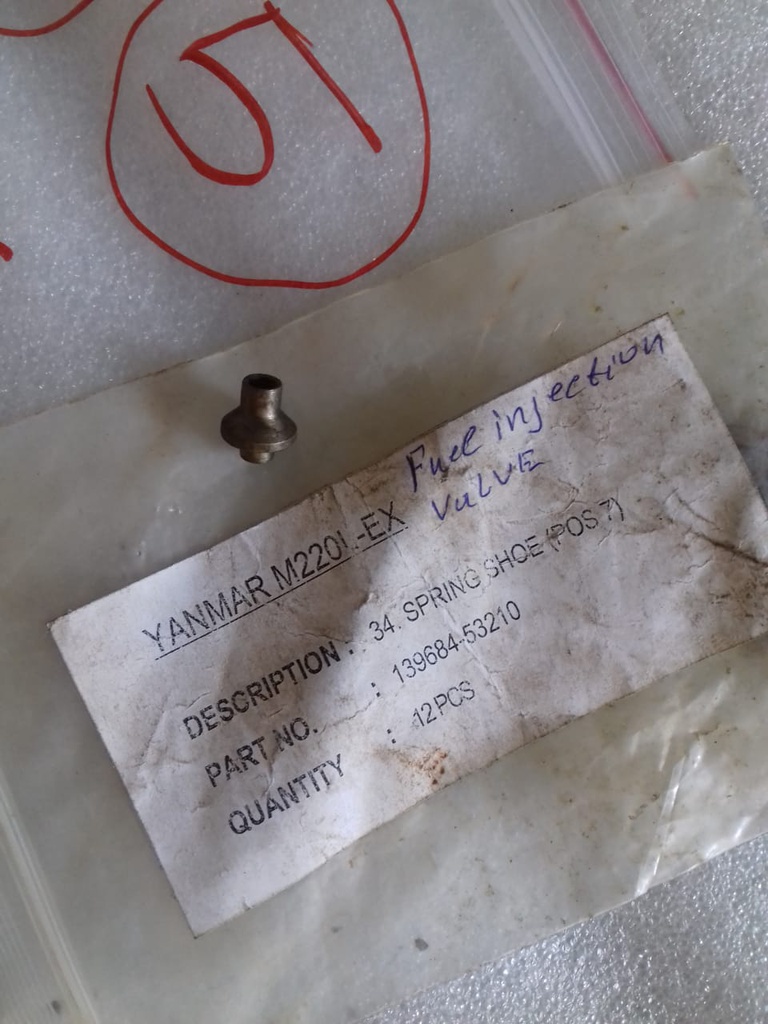 5
Fuel injection
valve
YANMAR M220L-EX
DESCRIPTION : 34. SPRING SHOE (POS 7)
PART NO. : 139684-53210
QUANTITY : 12PCS